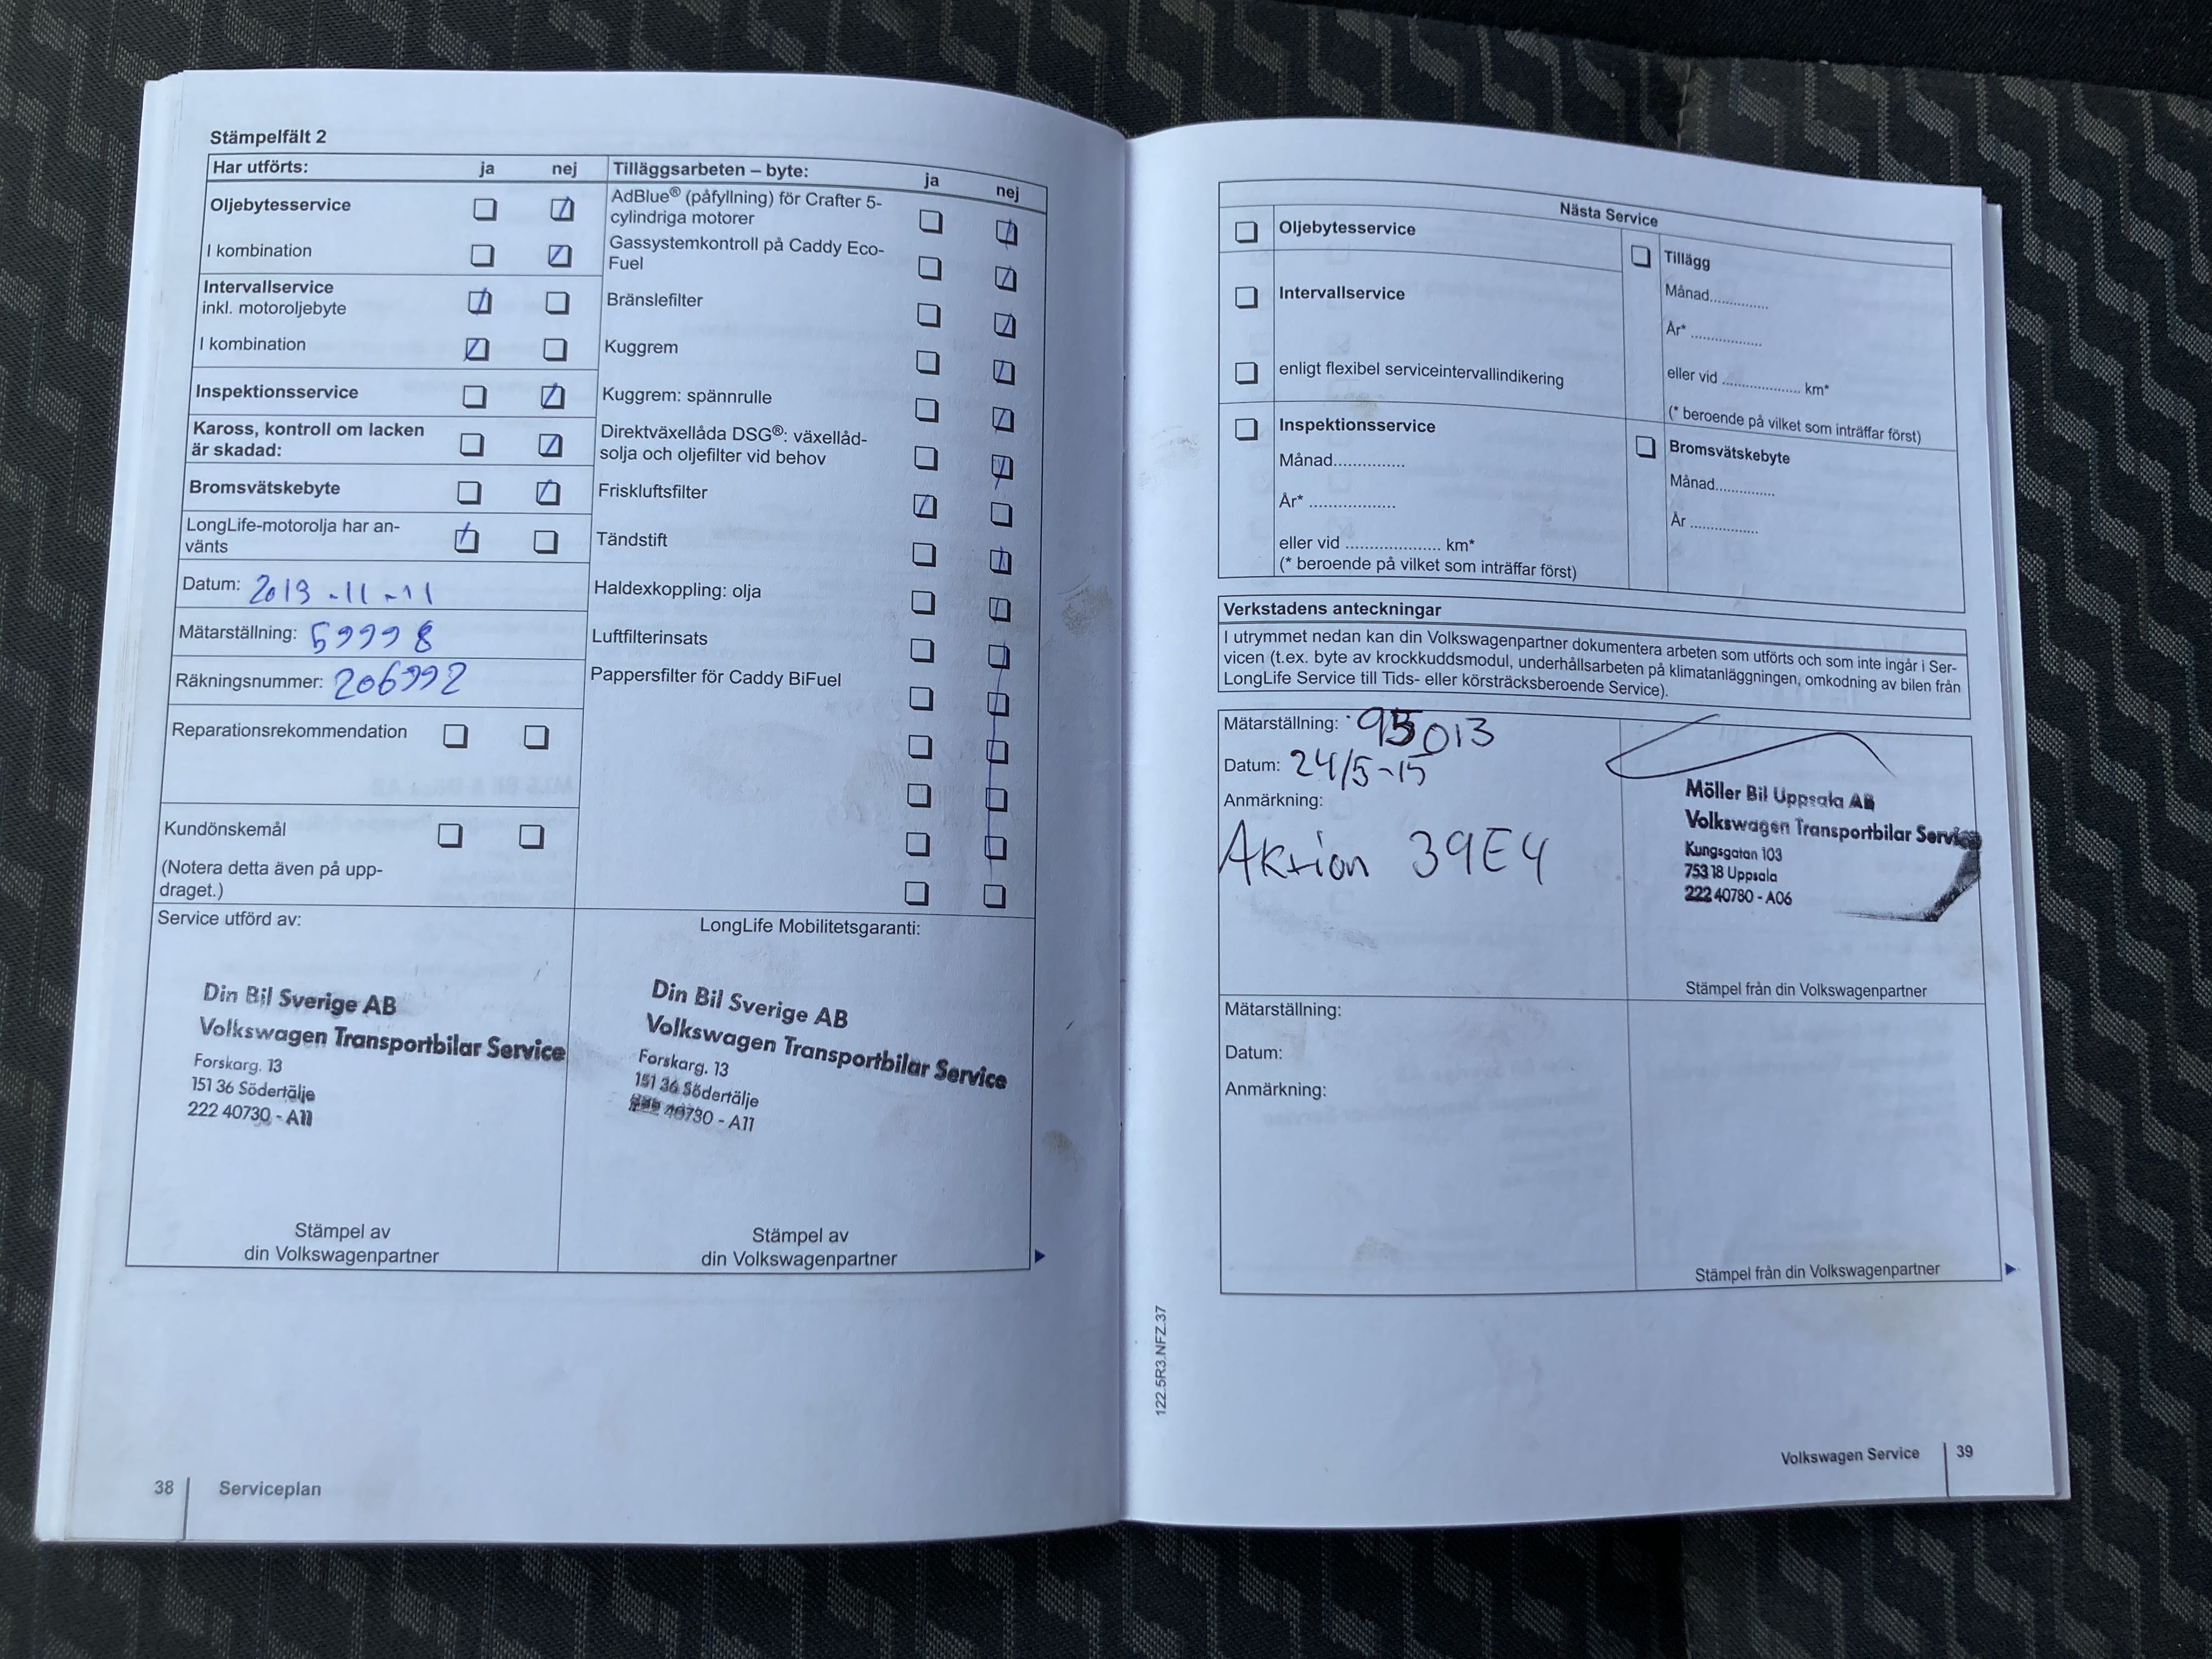 Stämpelfält 2
Har utförts: ja nej
Oljebytesservice
I kombination
Intervallservice
inkl. motoroljebyte
I kombination
Inspektionsservice
Kaross, kontroll om lacken
är skadad:
Bromsvätskebyte
LongLife-motorolja har an-
vänts
Datum: 2013-11-11
Mätarställning: 59998
Räkningsnummer: 206992
Reparationsrekommendation
Kundönskemål
(Notera detta även på upp-
draget.)
Tilläggsarbeten – byte: ja nej
AdBlue® (påfyllning) för Crafter 5-
cylindriga motorer
Gassystemkontroll på Caddy Eco-
Fuel
Bränslefilter
Kuggrem
Kuggrem: spännrulle
Direktväxellåda DSG®: växellåd-
solja och oljefilter vid behov
Friskluftsfilter
Tändstift
Haldexkoppling: olja
Luftfilterinsats
Pappersfilter för Caddy BiFuel
Service utförd av:
Din Bil Sverige AB
Volkswagen Transportbilar Service
Forskarg. 13
151 36 Södertälje
222 40730 - A11
Stämpel av
din Volkswagenpartner
LongLife Mobilitetsgaranti:
Din Bil Sverige AB
Volkswagen Transportbilar Service
Forskarg. 13
151 36 Södertälje
222 40730 - A11
Stämpel av
din Volkswagenpartner
38 Serviceplan
Nästa Service
Oljebytesservice
Intervallservice
enligt flexibel serviceintervallindikering
Inspektionsservice
Månad...............
År* ..................
eller vid .................... km*
(* beroende på vilket som inträffar först)
Tillägg
Månad.............
År* ...............
eller vid .................. km*
(* beroende på vilket som inträffar först)
Bromsvätskebyte
Månad.............
År ..............
Verkstadens anteckningar
I utrymmet nedan kan din Volkswagenpartner dokumentera arbeten som utförts och som inte ingår i Ser-
vicen (t.ex. byte av krockkuddsmodul, underhållsarbeten på klimatanläggningen, omkodning av bilen från
LongLife Service till Tids- eller körsträcksberoende Service).
Mätarställning: 95013
Datum: 24/5-15
Anmärkning:
Aktion 39E4
Möller Bil Uppsala AB
Volkswagen Transportbilar Service
Kungsgatan 103
753 18 Uppsala
222 40780 - A06
Stämpel från din Volkswagenpartner
Mätarställning:
Datum:
Anmärkning:
Stämpel från din Volkswagenpartner
122.5R3.NFZ.37
Volkswagen Service 39